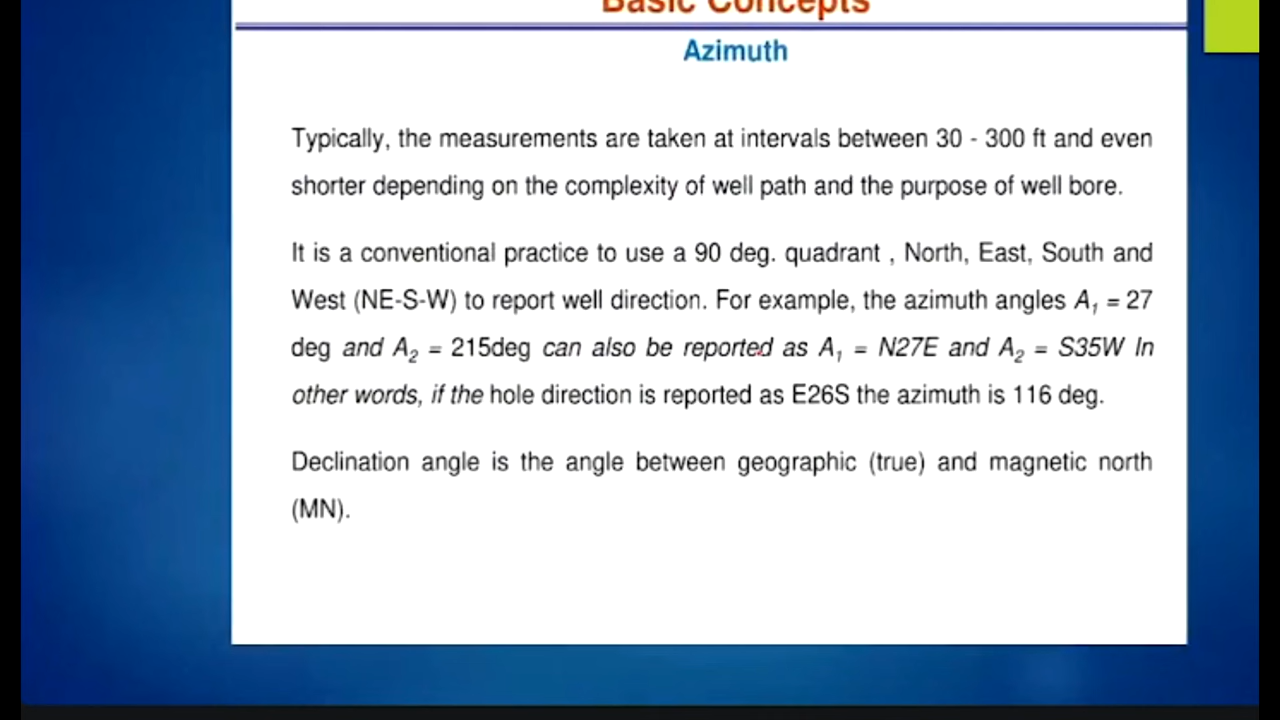 Basic Concepts
Azimuth
Typically, the measurements are taken at intervals between 30 - 300 ft and even
shorter depending on the complexity of well path and the purpose of well bore.
It is a conventional practice to use a 90 deg. quadrant , North, East, South and
West (NE-S-W) to report well direction. For example, the azimuth angles A₁ = 27
deg and A₂ = 215deg can also be reported as A₁ = N27E and A₂ = S35W In
other words, if the hole direction is reported as E26S the azimuth is 116 deg.
Declination angle is the angle between geographic (true) and magnetic north
(MN).